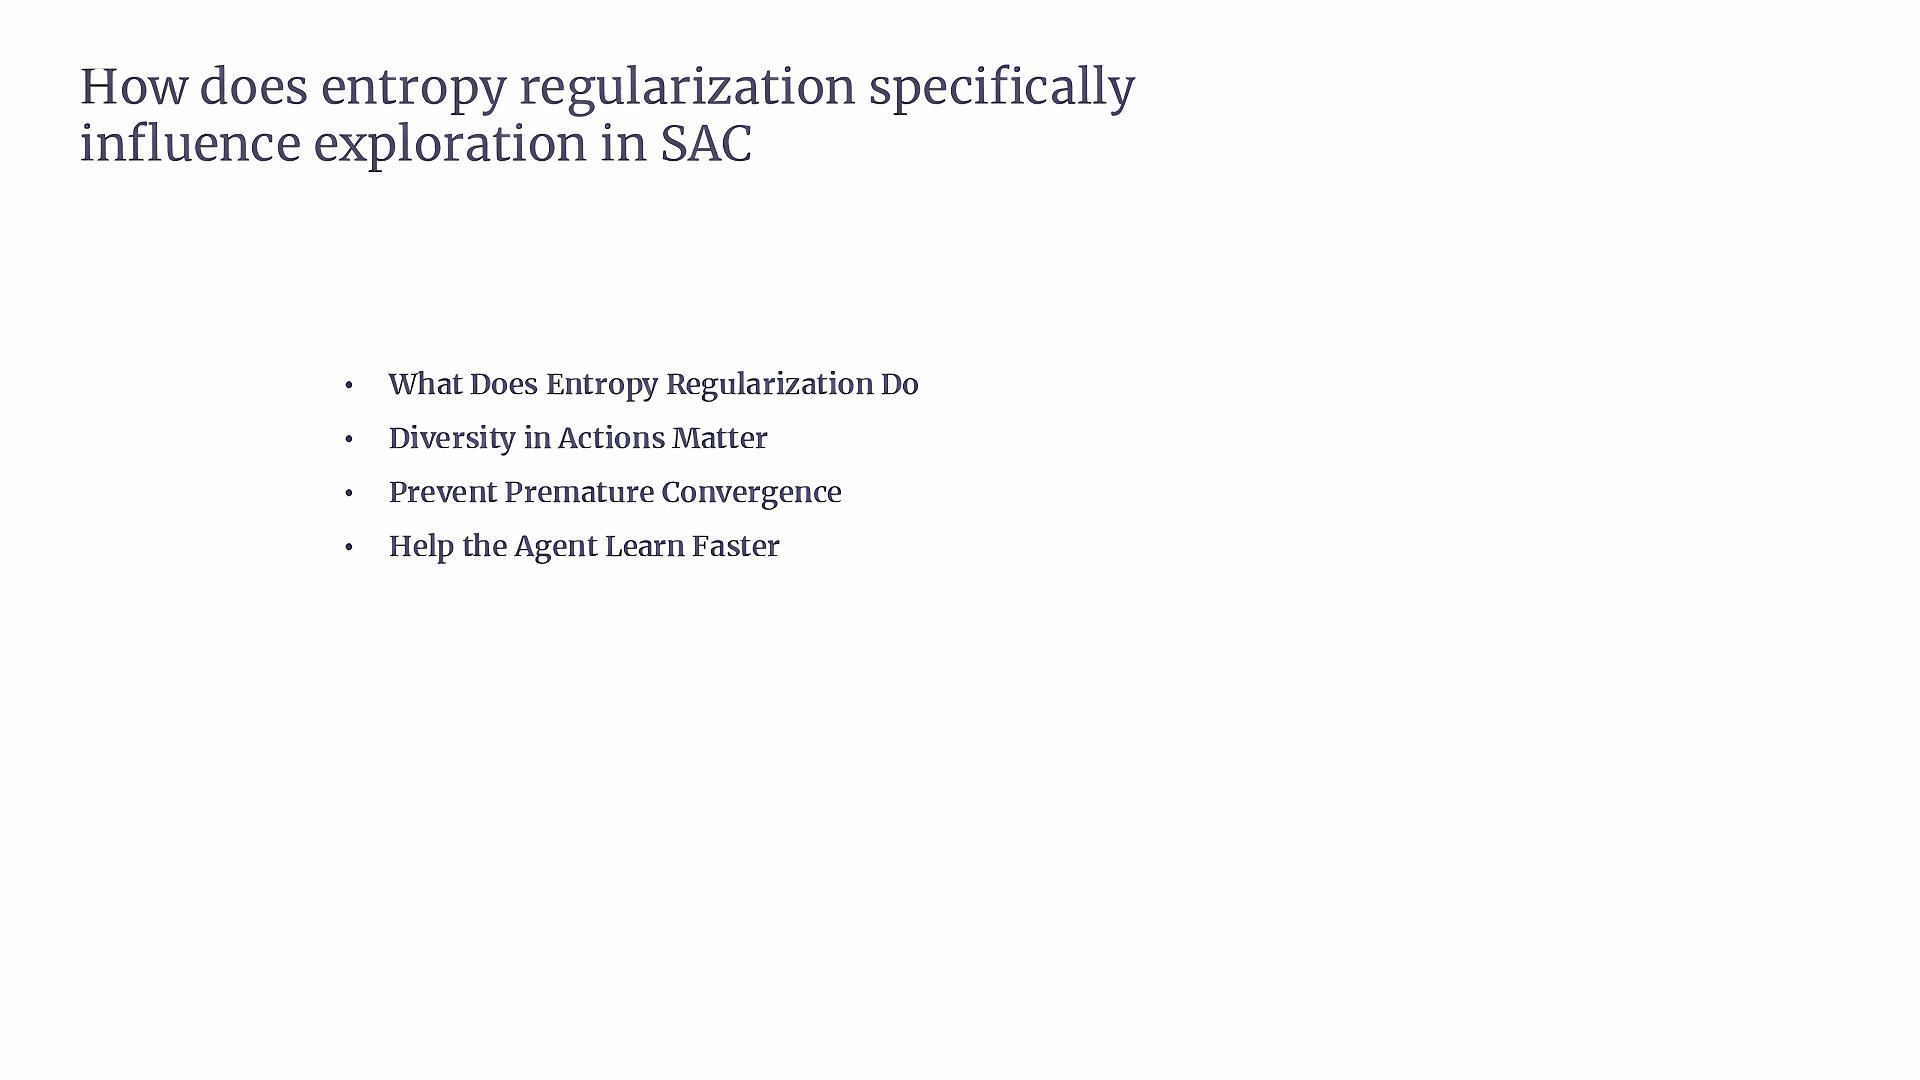 How does entropy regularization specifically
influence exploration in SAC
• What Does Entropy Regularization Do
• Diversity in Actions Matter
• Prevent Premature Convergence
• Help the Agent Learn Faster